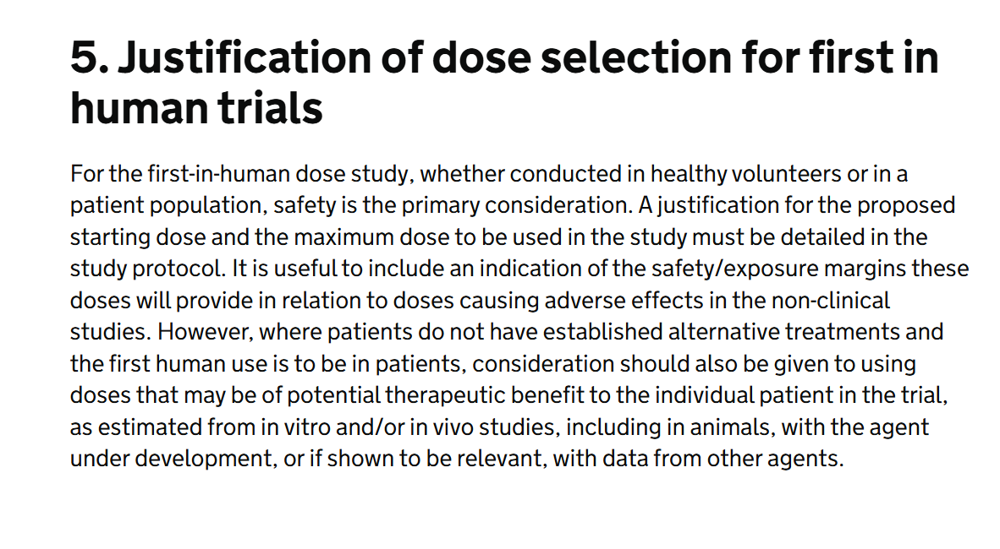 5. Justification of dose selection for first in
human trials
For the first-in-human dose study, whether conducted in healthy volunteers or in a
patient population, safety is the primary consideration. A justification for the proposed
starting dose and the maximum dose to be used in the study must be detailed in the
study protocol. It is useful to include an indication of the safety/exposure margins these
doses will provide in relation to doses causing adverse effects in the non-clinical
studies. However, where patients do not have established alternative treatments and
the first human use is to be in patients, consideration should also be given to using
doses that may be of potential therapeutic benefit to the individual patient in the trial,
as estimated from in vitro and/or in vivo studies, including in animals, with the agent
under development, or if shown to be relevant, with data from other agents.